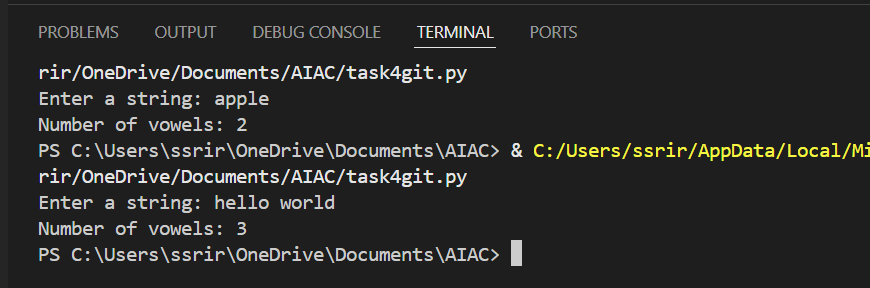 PROBLEMS OUTPUT DEBUG CONSOLE TERMINAL PORTS
rir/OneDrive/Documents/AIAC/task4git.py
Enter a string: apple
Number of vowels: 2
PS C:\Users\ssrir\OneDrive\Documents\AIAC> & C:/Users/ssrir/AppData/Local/Mi
rir/OneDrive/Documents/AIAC/task4git.py
Enter a string: hello world
Number of vowels: 3
PS C:\Users\ssrir\OneDrive\Documents\AIAC>